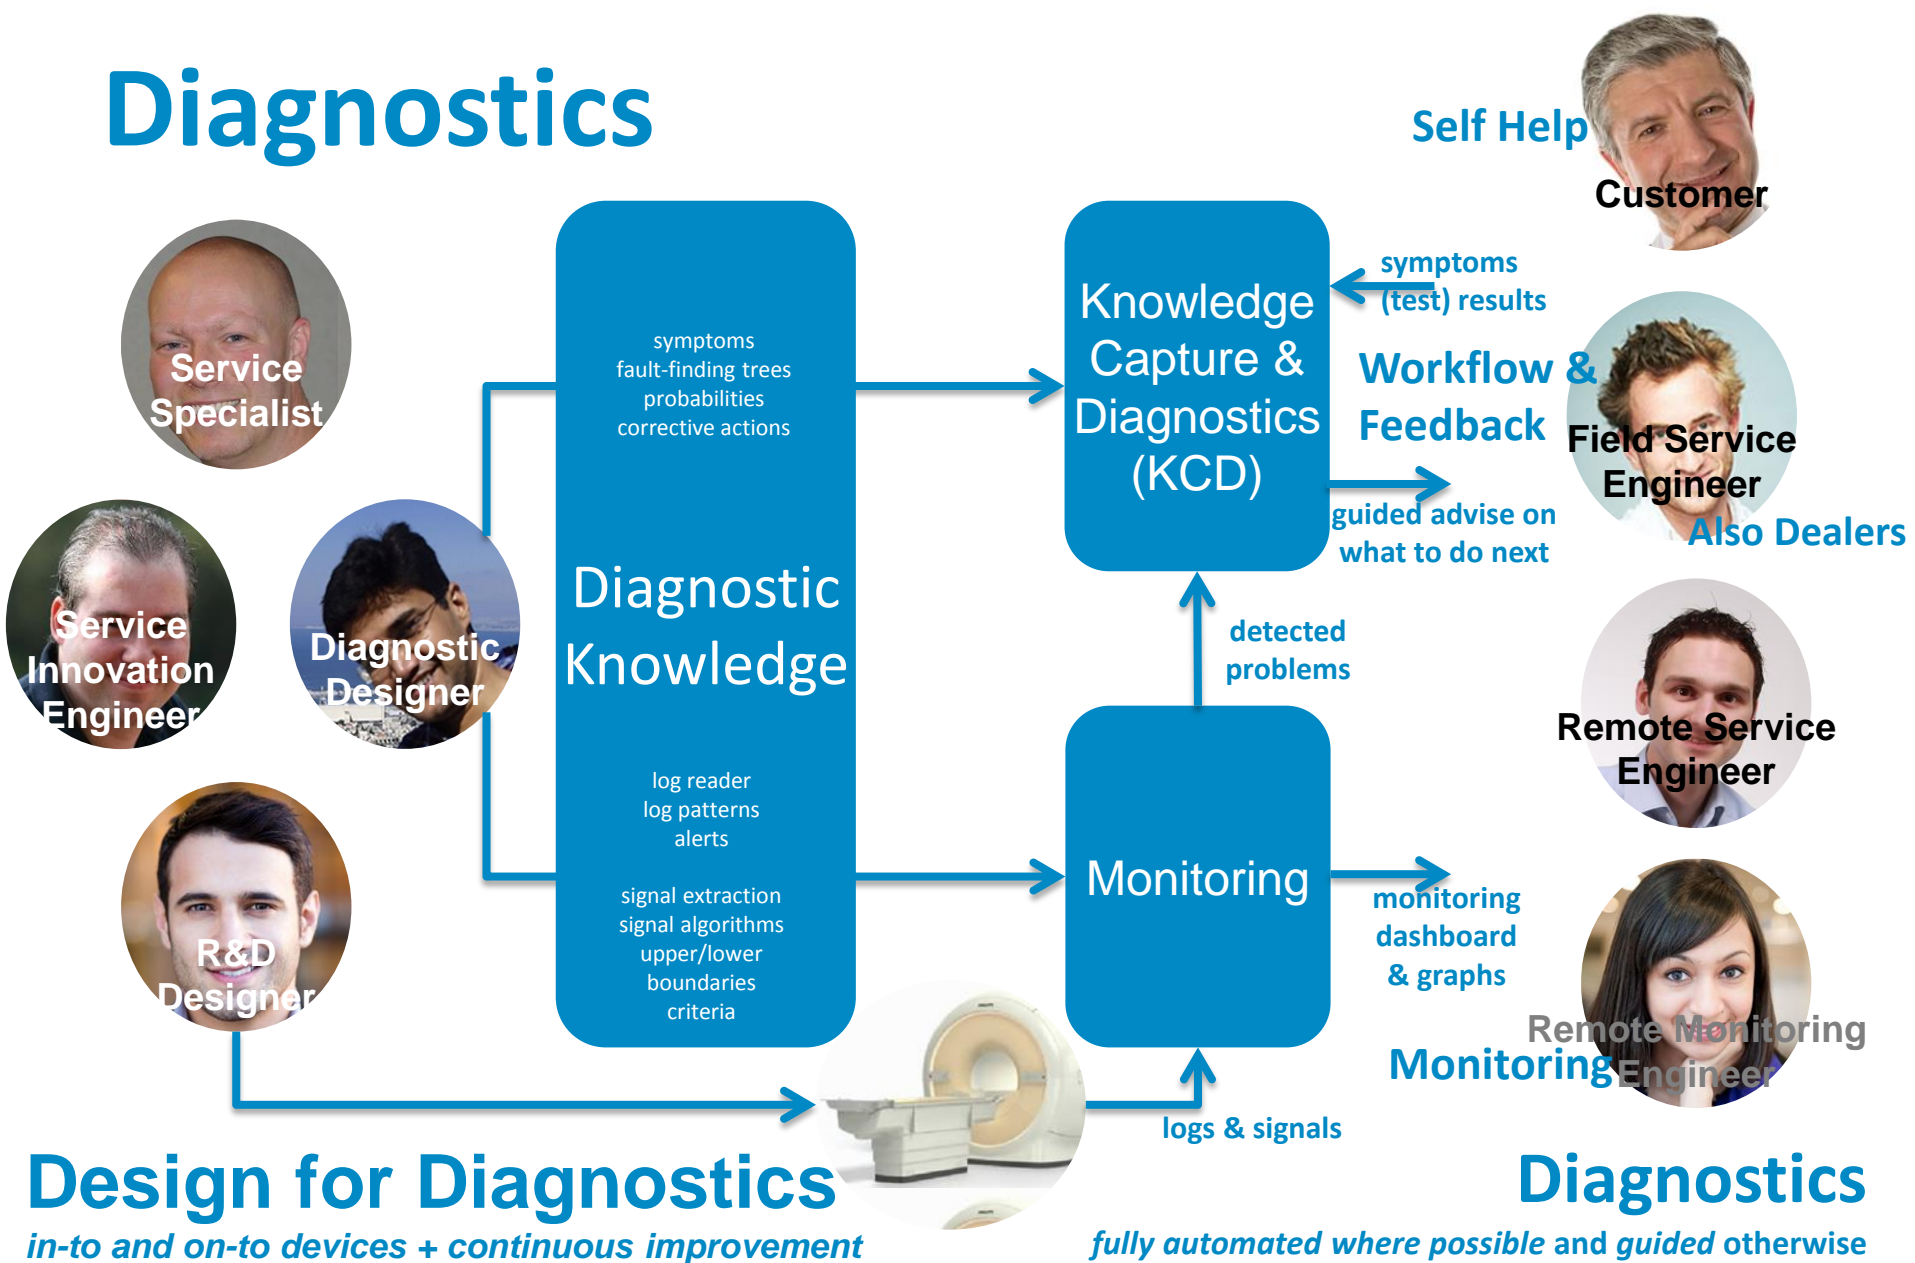 Diagnostics
Self Help
Customer
Service
Specialist
Service
Innovation
Engineer
Diagnostic
Designer
R&D
Designer
symptoms
fault-finding trees
probabilities
corrective actions
Diagnostic
Knowledge
log reader
log patterns
alerts
signal extraction
signal algorithms
upper/lower
boundaries
criteria
Knowledge
Capture &
Diagnostics
(KCD)
symptoms
(test) results
Workflow &
Feedback
Field Service
Engineer
Also Dealers
guided advise on
what to do next
detected
problems
Remote Service
Engineer
Monitoring
monitoring
dashboard
& graphs
Remote Monitoring
Engineer
Monitoring
logs & signals
Design for Diagnostics
in-to and on-to devices + continuous improvement
Diagnostics
fully automated where possible and guided otherwise